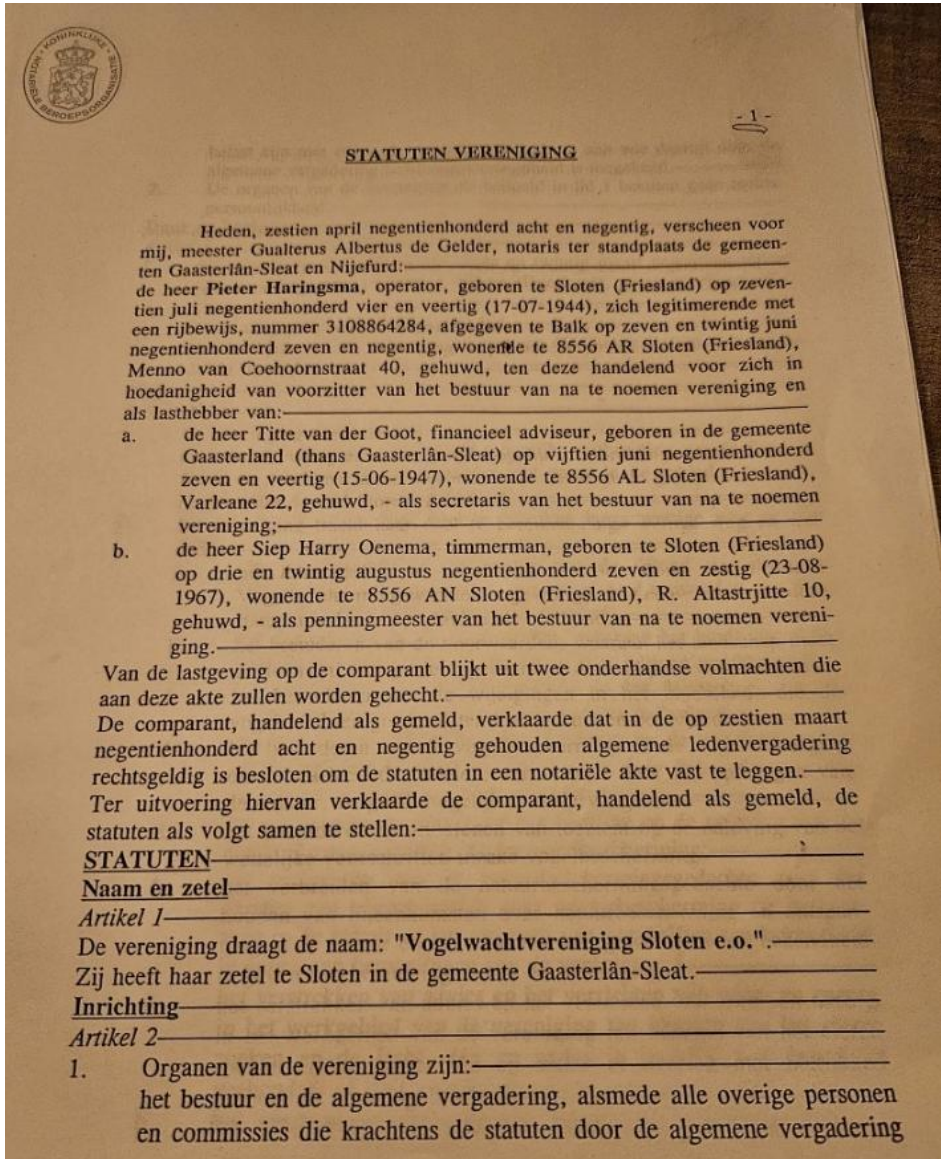 KONINKLIJKE NOTARIËLE BEROEPSORGANISATIE
- 1 -
STATUTEN VERENIGING
Heden, zestien april negentienhonderd acht en negentig, verscheen voor
mij, meester Gualterus Albertus de Gelder, notaris ter standplaats de gemeen-
ten Gaasterlân-Sleat en Nijefurd:
de heer Pieter Haringsma, operator, geboren te Sloten (Friesland) op zeven-
tien juli negentienhonderd vier en veertig (17-07-1944), zich legitimerende met
een rijbewijs, nummer 3108864284, afgegeven te Balk op zeven en twintig juni
negentienhonderd zeven en negentig, wonende te 8556 AR Sloten (Friesland),
Menno van Coehoornstraat 40, gehuwd, ten deze handelend voor zich in
hoedanigheid van voorzitter van het bestuur van na te noemen vereniging en
als lasthebber van:
a. de heer Titte van der Goot, financieel adviseur, geboren in de gemeente
Gaasterland (thans Gaasterlân-Sleat) op vijftien juni negentienhonderd
zeven en veertig (15-06-1947), wonende te 8556 AL Sloten (Friesland),
Varleane 22, gehuwd, - als secretaris van het bestuur van na te noemen
vereniging;
b. de heer Siep Harry Oenema, timmerman, geboren te Sloten (Friesland)
op drie en twintig augustus negentienhonderd zeven en zestig (23-08-
1967), wonende te 8556 AN Sloten (Friesland), R. Altastrjitte 10,
gehuwd, - als penningmeester van het bestuur van na te noemen vereni-
ging.
Van de lastgeving op de comparant blijkt uit twee onderhandse volmachten die
aan deze akte zullen worden gehecht.
De comparant, handelend als gemeld, verklaarde dat in de op zestien maart
negentienhonderd acht en negentig gehouden algemene ledenvergadering
rechtsgeldig is besloten om de statuten in een notariële akte vast te leggen.
Ter uitvoering hiervan verklaarde de comparant, handelend als gemeld, de
statuten als volgt samen te stellen:
STATUTEN
Naam en zetel
Artikel 1
De vereniging draagt de naam: "Vogelwachtvereniging Sloten e.o.".
Zij heeft haar zetel te Sloten in de gemeente Gaasterlân-Sleat.
Inrichting
Artikel 2
1. Organen van de vereniging zijn:
het bestuur en de algemene vergadering, alsmede alle overige personen
en commissies die krachtens de statuten door de algemene vergadering